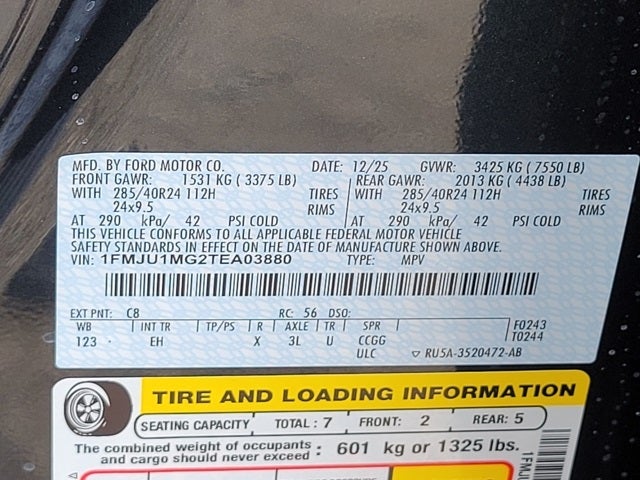 MFD. BY FORD MOTOR CO. DATE: 12/25 GVWR: 3425 KG (7550 LB)
FRONT GAWR: 1531 KG (3375 LB) REAR GAWR: 2013 KG (4438 LB)
WITH 285/40R24 112H TIRES WITH 285/40R24 112H TIRES
24x9.5 RIMS 24x9.5 RIMS
AT 290 kPa/ 42 PSI COLD AT 290 kPa/ 42 PSI COLD
THIS VEHICLE CONFORMS TO ALL APPLICABLE FEDERAL MOTOR VEHICLE
SAFETY STANDARDS IN EFFECT ON THE DATE OF MANUFACTURE SHOWN ABOVE.
VIN: 1FMJU1MG2TEA03880 TYPE: MPV
EXT PNT: C8 RC: 56 DSO: F0243
WB INT TR TP/PS R AXLE TR SPR T0244
123 EH X 3L U CCGG
ULC ▽ RU5A-3520472-AB
TIRE AND LOADING INFORMATION
SEATING CAPACITY TOTAL : 7 FRONT: 2 REAR: 5
The combined weight of occupants
and cargo should never exceed : 601 kg or 1325 lbs.
1FMJU